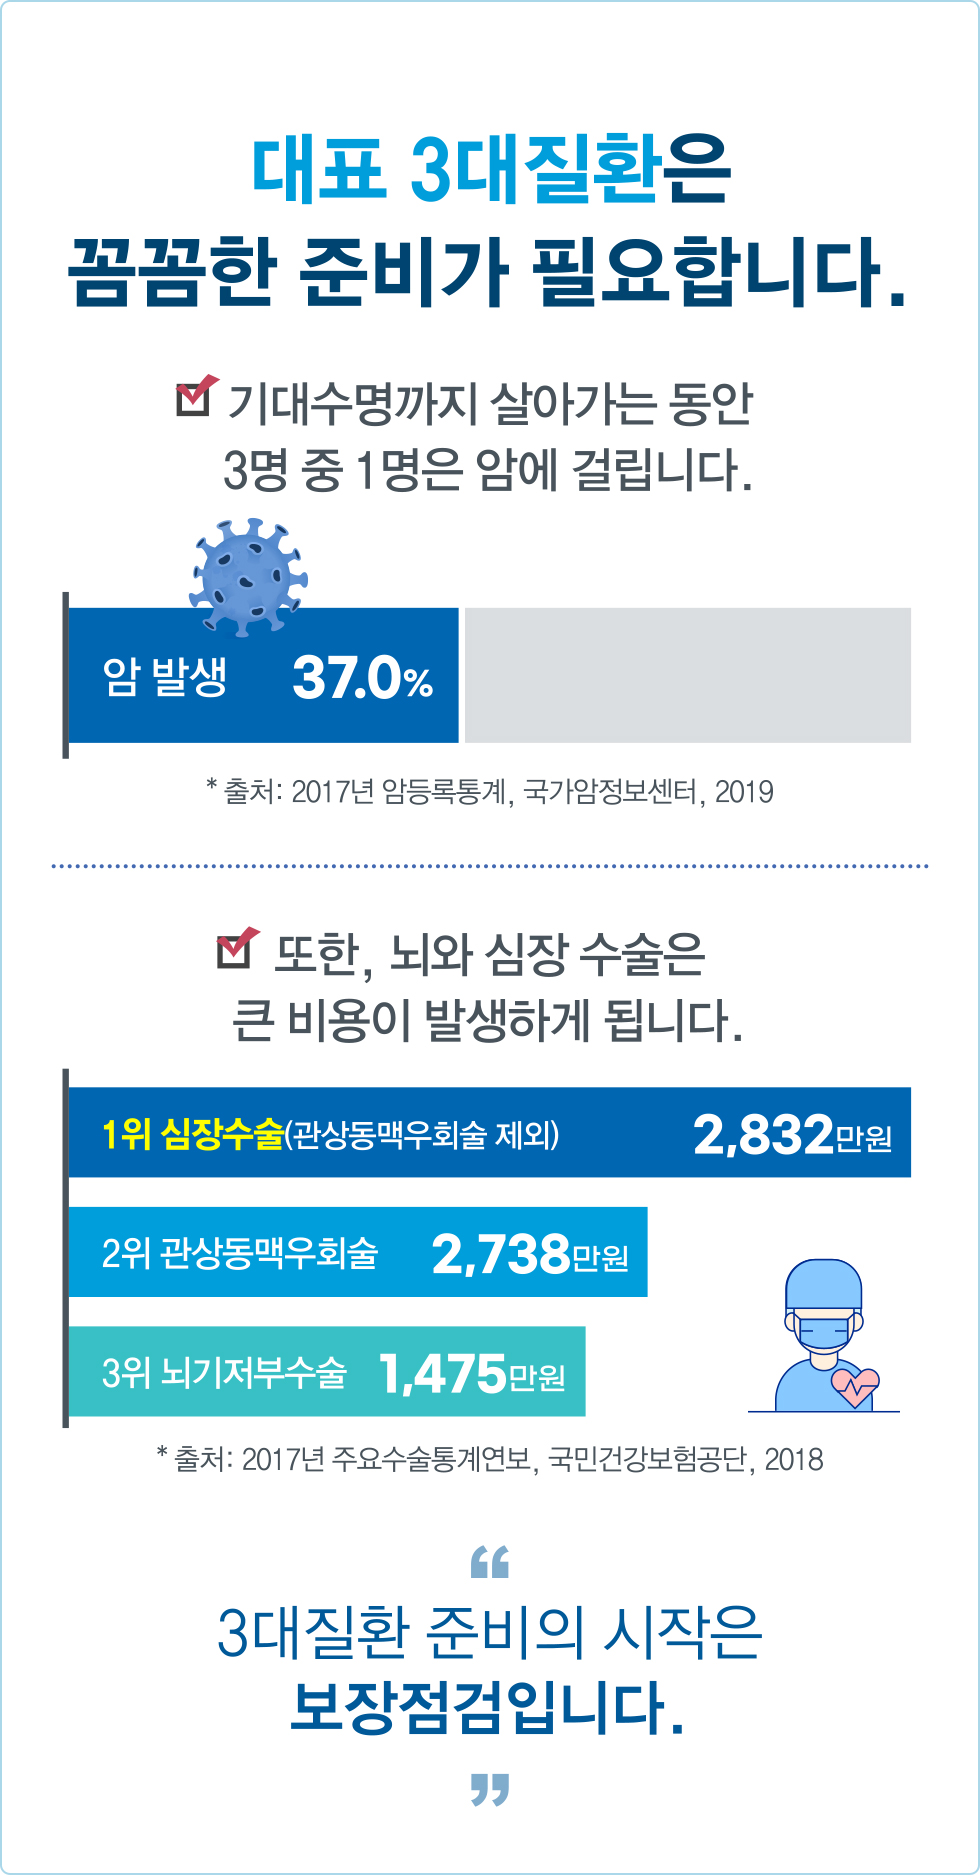 대표 3대질환은
꼼꼼한 준비가 필요합니다.
기대수명까지 살아가는 동안
3명 중 1명은 암에 걸립니다.
암 발생 37.0%
* 출처: 2017년 암등록통계, 국가암정보센터, 2019
또한, 뇌와 심장 수술은
큰 비용이 발생하게 됩니다.
1위 심장수술(관상동맥우회술 제외) 2,832만원
2위 관상동맥우회술 2,738만원
3위 뇌기저부수술 1,475만원
* 출처: 2017년 주요수술통계연보, 국민건강보험공단, 2018
“
3대질환 준비의 시작은
보장점검입니다.
”